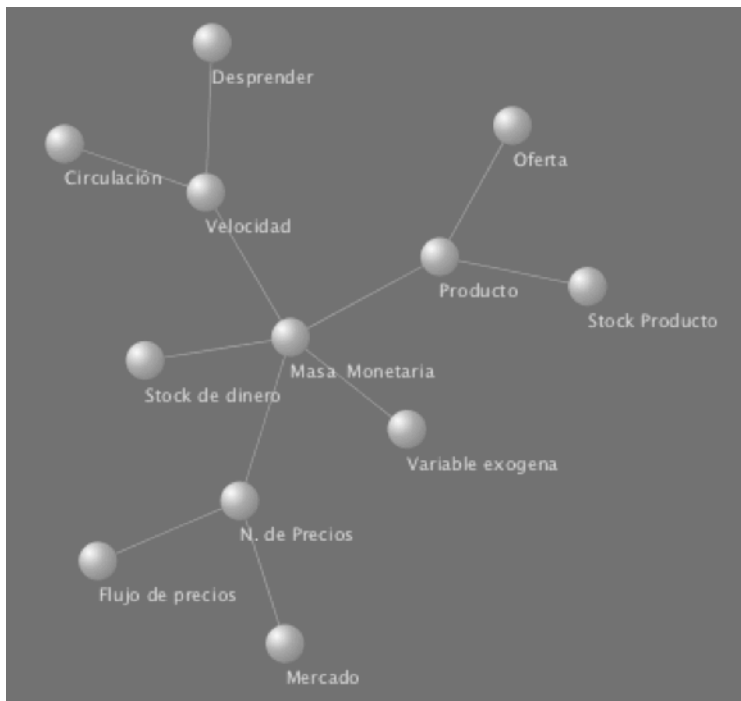 Desprender
Oferta
Circulación
Velocidad
Producto
Stock Producto
Masa Monetaria
Stock de dinero
Variable exogena
N. de Precios
Flujo de precios
Mercado